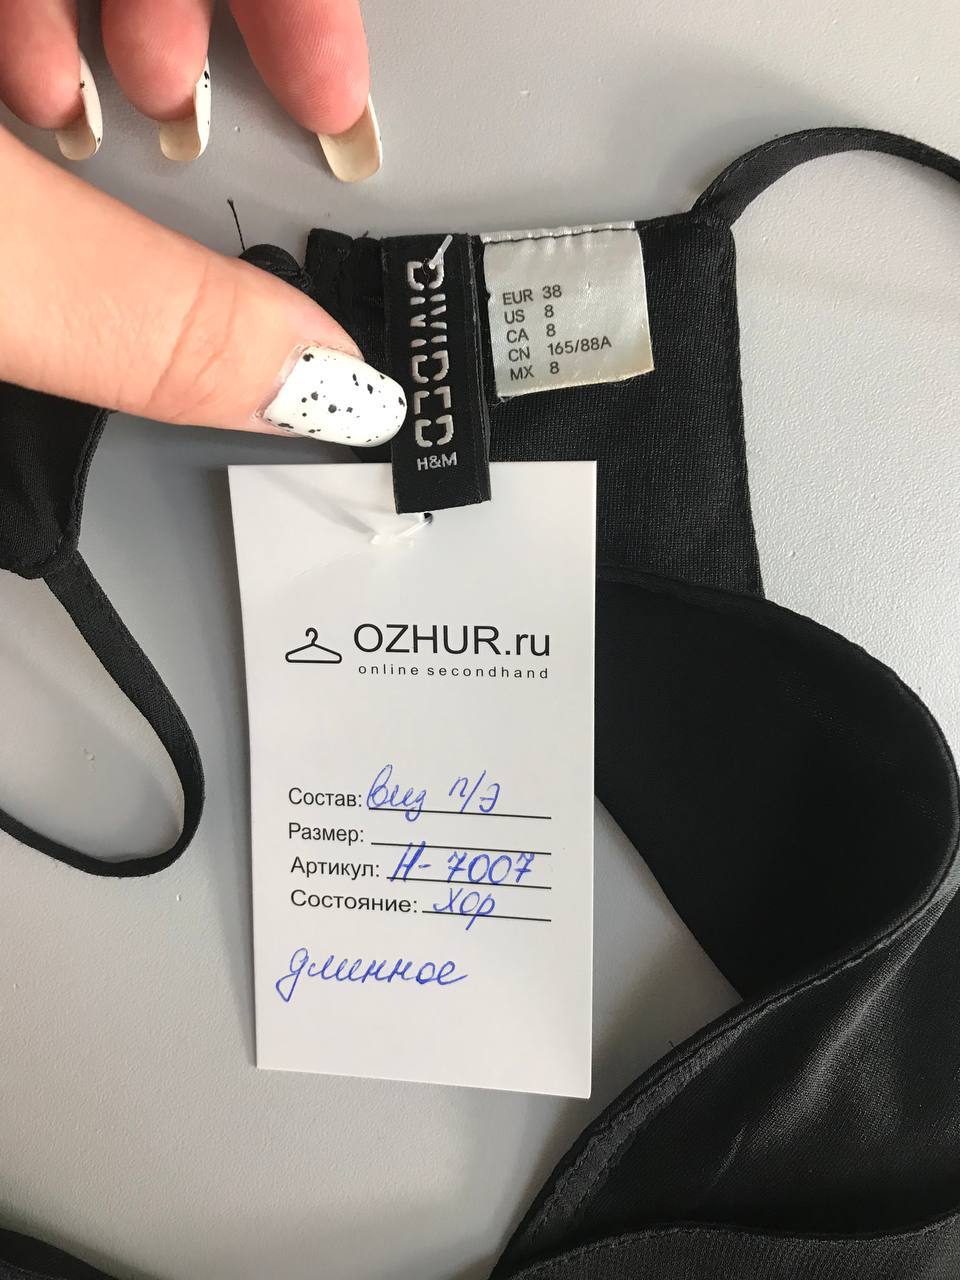 DIVIDED
H&M
EUR 38
US 8
CA 8
CN 165/88A
MX 8
OZHUR.ru
online secondhand
Состав: вид п/э
Размер:
Артикул: Н-7007
Состояние: хор
длинное